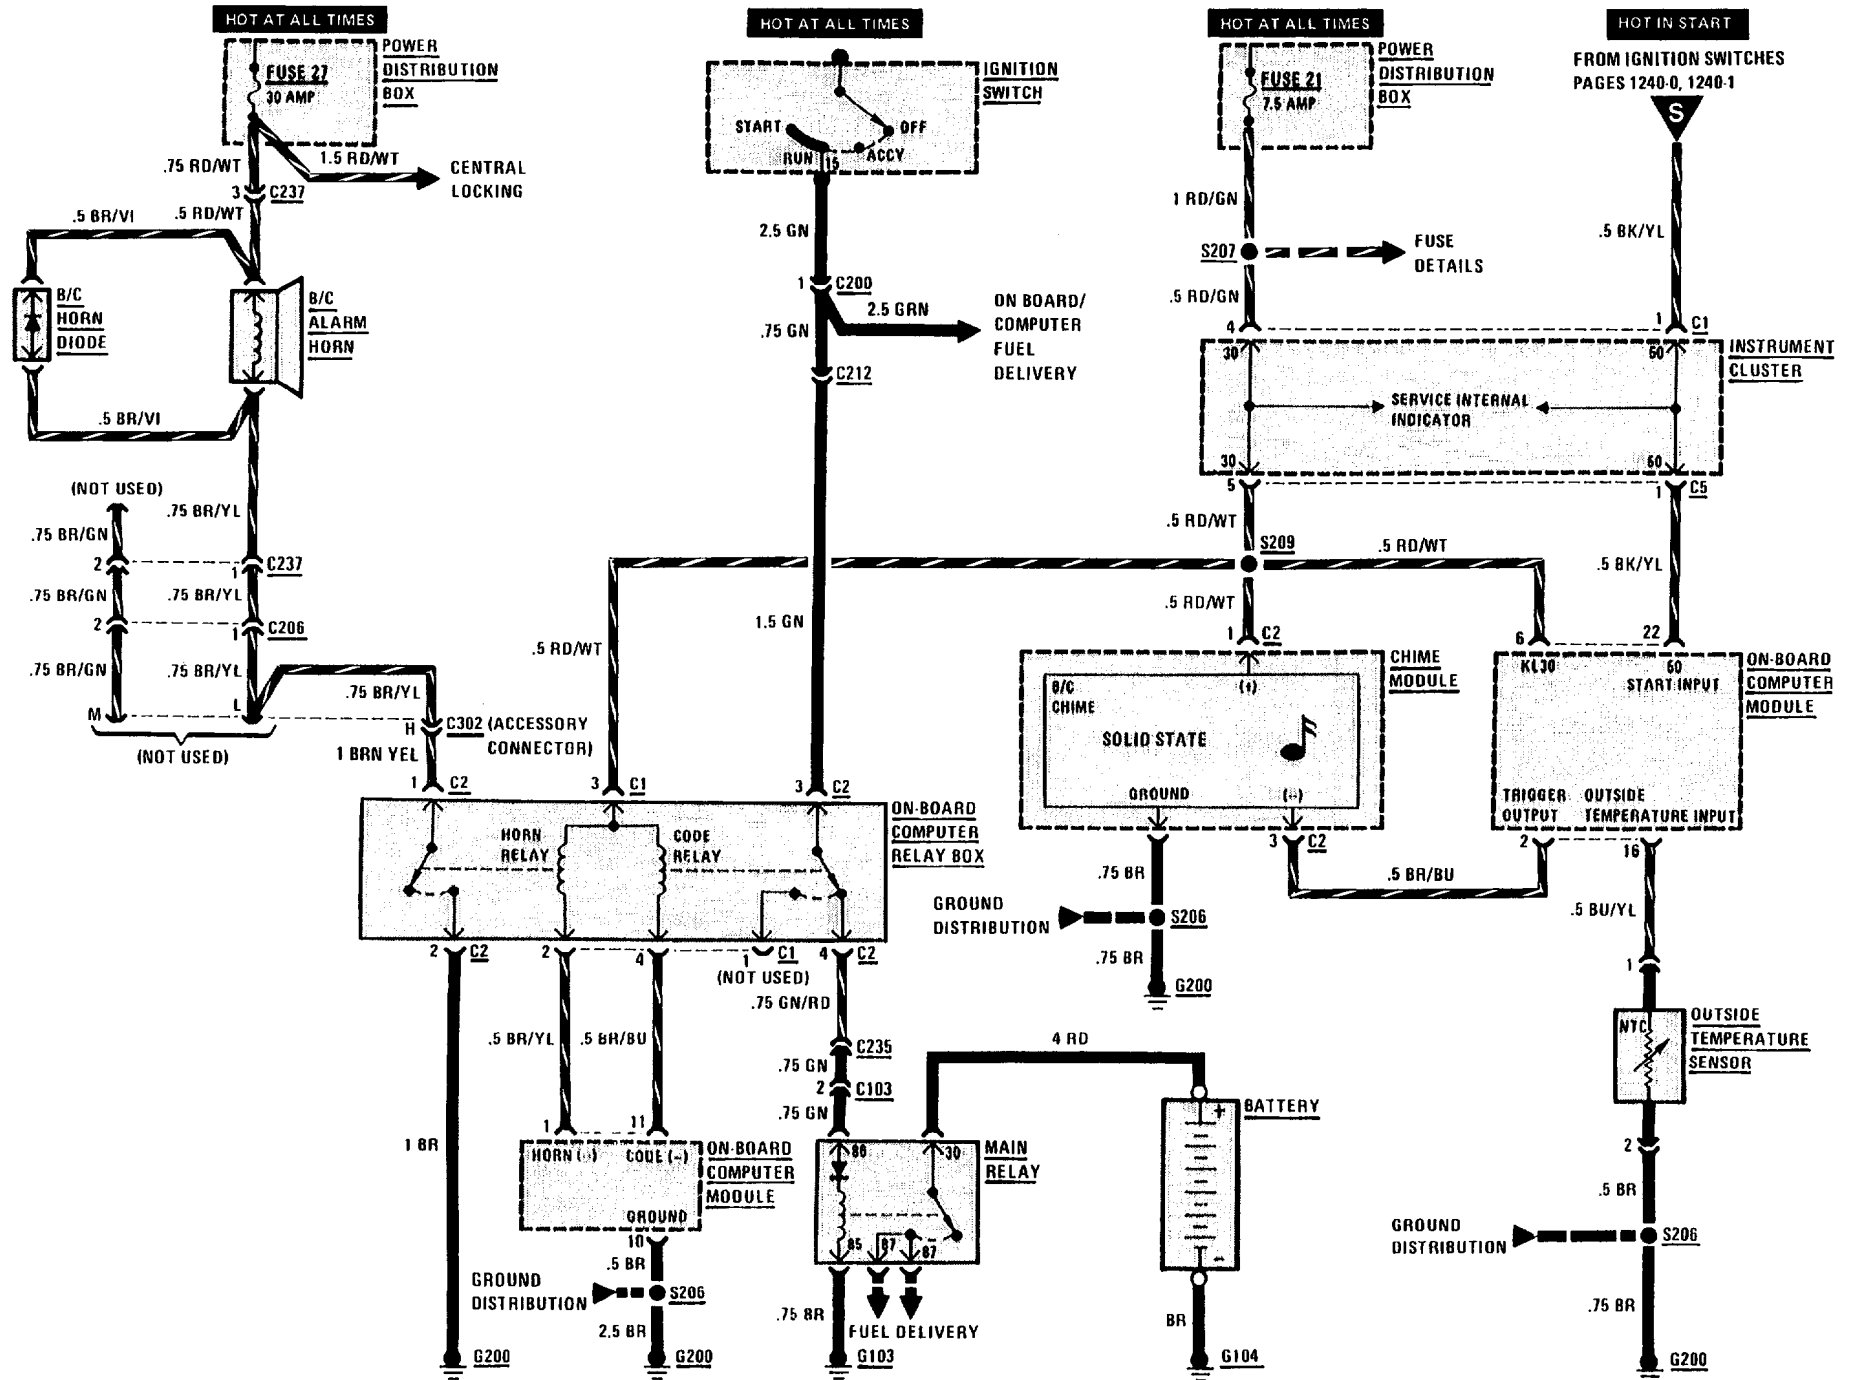 HOT AT ALL TIMES
POWER
DISTRIBUTION
BOX
FUSE 27
30 AMP
.75 RD/WT
1.5 RD/WT
CENTRAL
LOCKING
3
C237
.5 BR/VI
.5 RD/WT
B/C
HORN
DIODE
B/C
ALARM
HORN
.5 BR/VI
(NOT USED)
.75 BR/GN
.75 BR/YL
2
1
C237
.75 BR/GN
.75 BR/YL
2
1
C206
.75 BR/GN
.75 BR/YL
.75 BR/YL
M
L
H
C302 (ACCESSORY
CONNECTOR)
(NOT USED)
1 BRN YEL
1
C2
HOT AT ALL TIMES
IGNITION
SWITCH
START
OFF
RUN
15
ACCY
2.5 GN
1
C200
2.5 GRN
.75 GN
ON BOARD/
COMPUTER
FUEL
DELIVERY
C212
1.5 GN
.5 RD/WT
3
C1
3
C2
HOT AT ALL TIMES
POWER
DISTRIBUTION
BOX
FUSE 21
7.5 AMP
1 RD/GN
S207
FUSE
DETAILS
.5 RD/GN
4
HOT IN START
FROM IGNITION SWITCHES
PAGES 1240-0, 1240-1
S
.5 BK/YL
1
C1
INSTRUMENT
CLUSTER
30
50
SERVICE INTERNAL
INDICATOR
30
50
5
1
C5
.5 RD/WT
S209
.5 RD/WT
.5 BK/YL
.5 RD/WT
1
C2
6
22
CHIME
MODULE
B/C
CHIME
(+)
SOLID STATE
GROUND
(-)
3
C2
ON-BOARD
COMPUTER
MODULE
KL30
50
START INPUT
TRIGGER
OUTPUT
OUTSIDE
TEMPERATURE INPUT
2
16
.5 BR/BU
.75 BR
GROUND
DISTRIBUTION
S206
.75 BR
G200
.5 BU/YL
1
NTC
OUTSIDE
TEMPERATURE
SENSOR
2
.5 BR
GROUND
DISTRIBUTION
S206
.75 BR
G200
HORN
RELAY
CODE
RELAY
ON-BOARD
COMPUTER
RELAY BOX
2
C2
2
4
1
C1
(NOT USED)
4
C2
.75 GN/RD
.5 BR/YL
.5 BR/BU
C235
.75 GN
2
C103
.75 GN
1 BR
1
11
HORN (-)
CODE (-)
GROUND
ON-BOARD
COMPUTER
MODULE
10
.5 BR
GROUND
DISTRIBUTION
S206
2.5 BR
G200
G200
4 RD
86
30
MAIN
RELAY
85
87
87
.75 BR
FUEL DELIVERY
G103
BATTERY
+
-
BR
G104